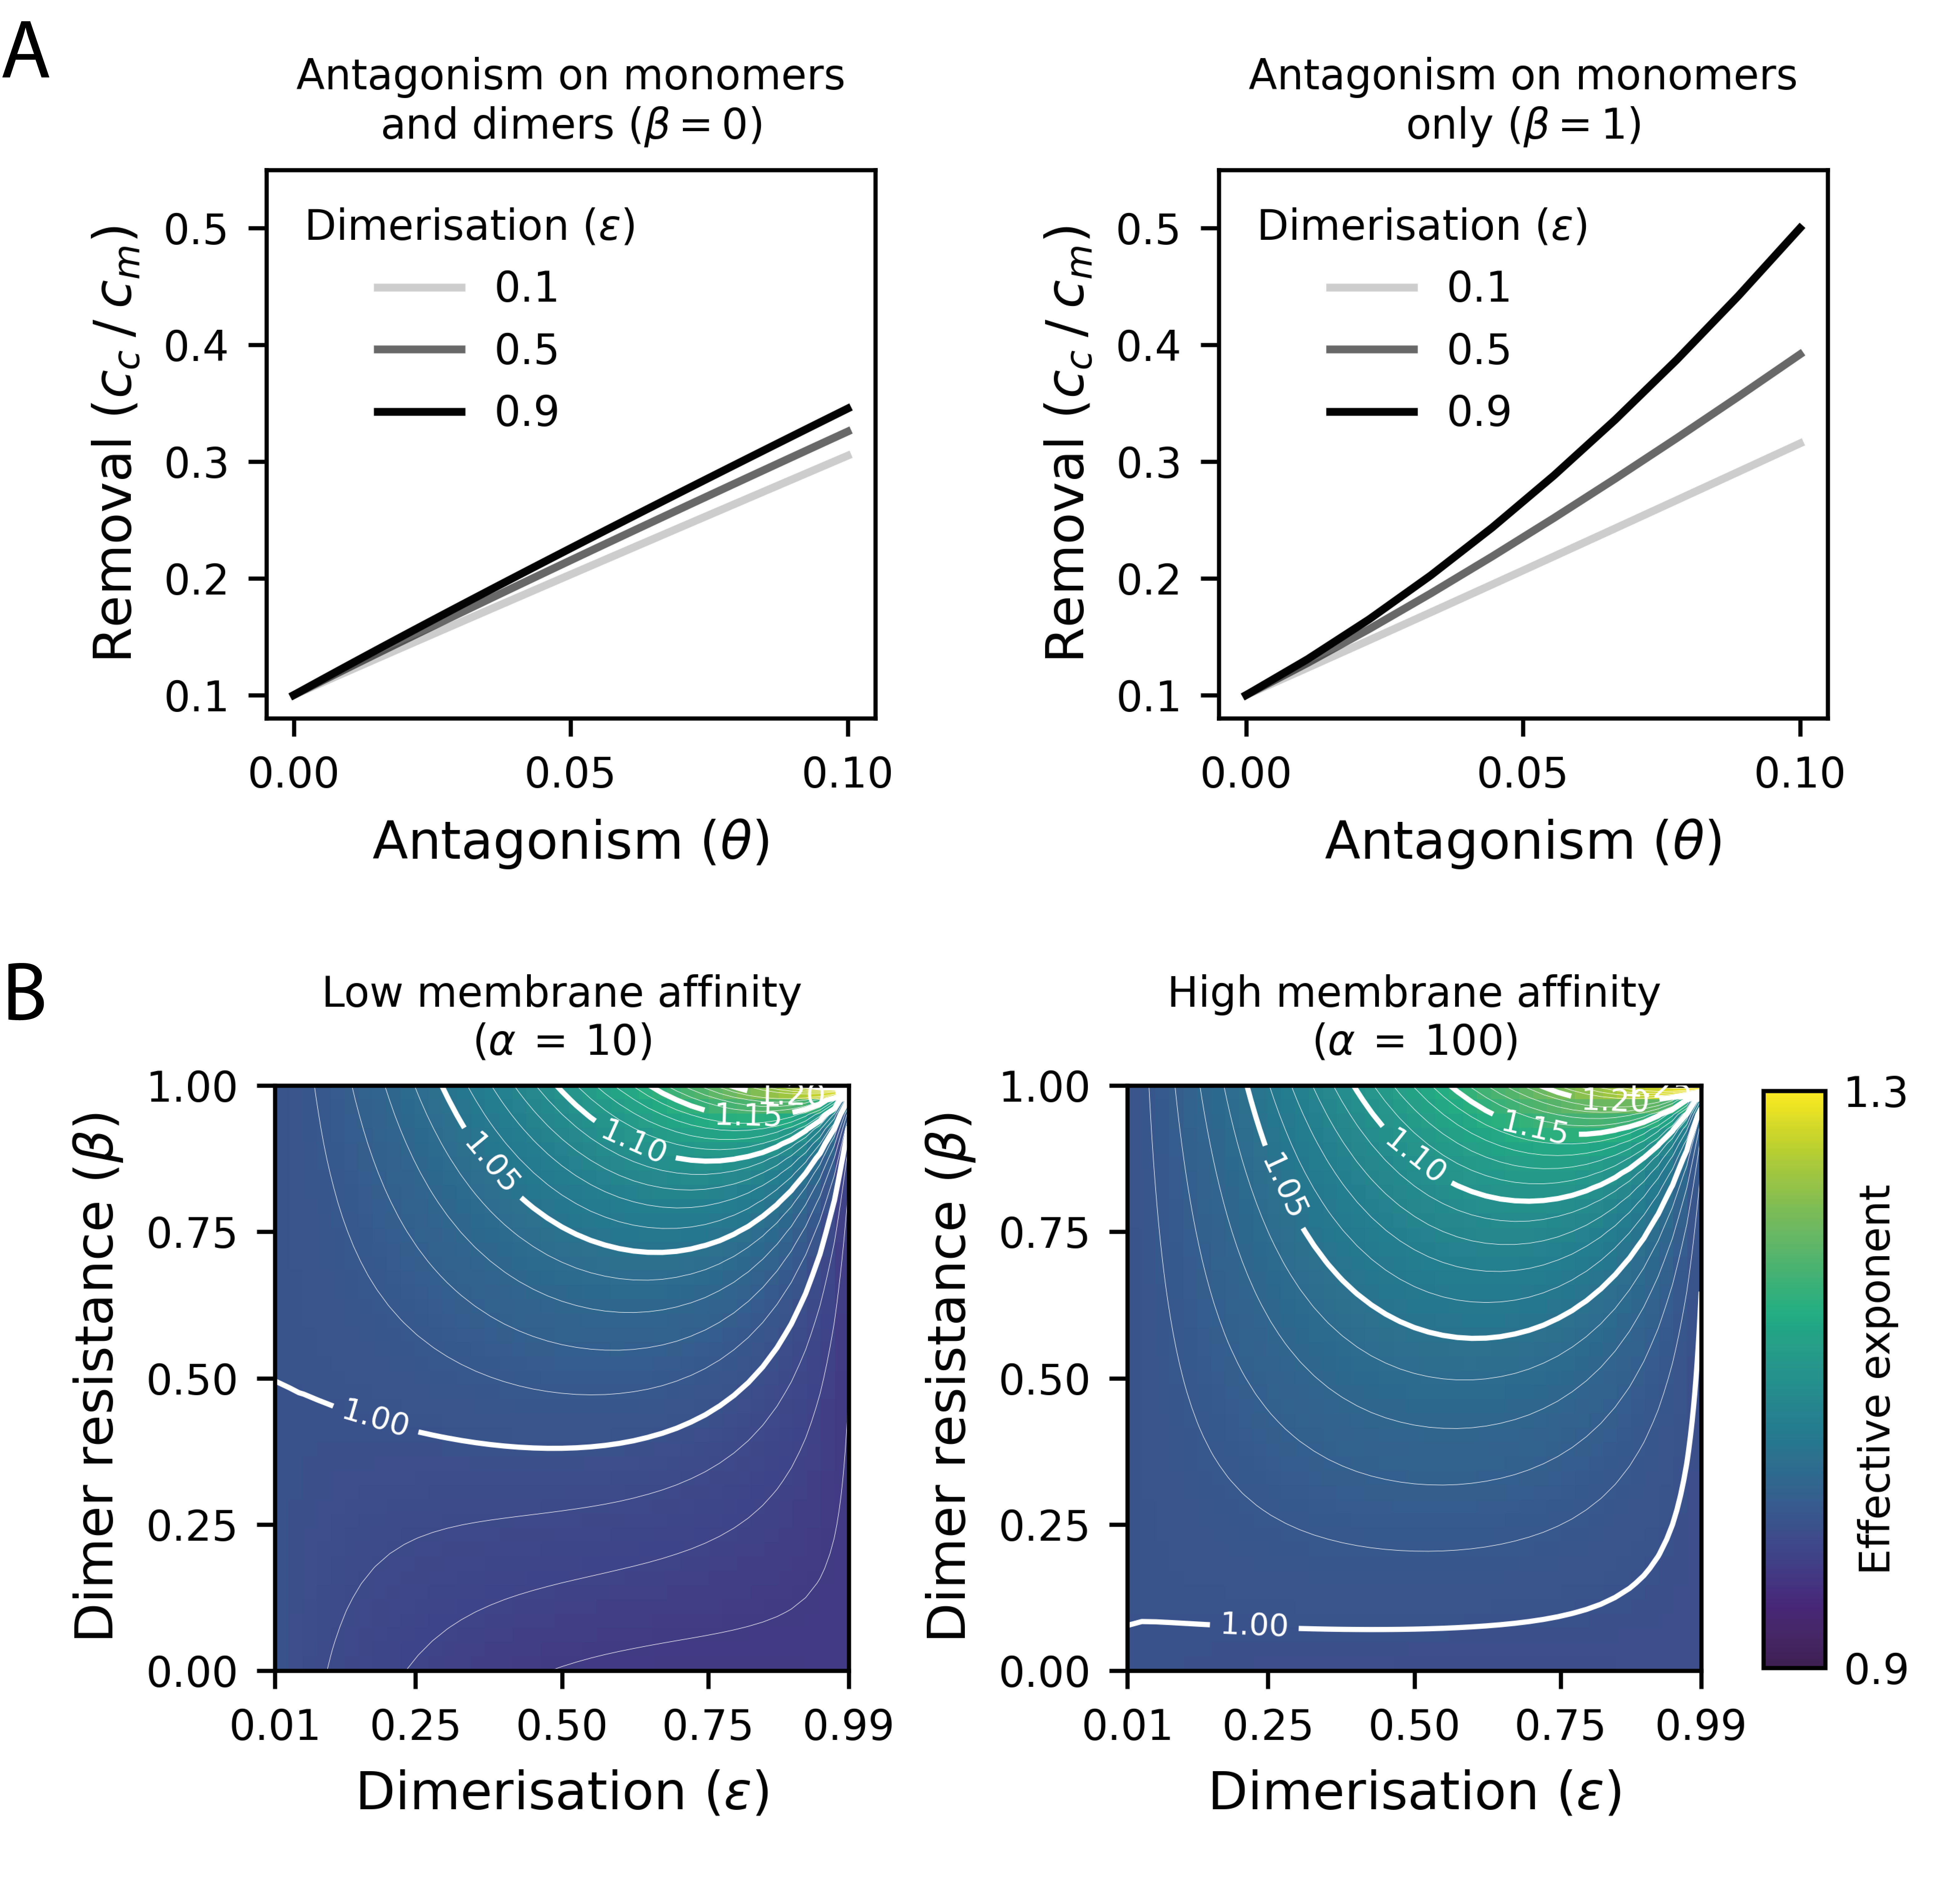 A
Antagonism on monomers
and dimers (β = 0)
Removal (c_c / c_m)
0.5
0.4
0.3
0.2
0.1
Dimerisation (ε)
0.1
0.5
0.9
0.00 0.05 0.10
Antagonism (θ)
Antagonism on monomers
only (β = 1)
Removal (c_c / c_m)
0.5
0.4
0.3
0.2
0.1
Dimerisation (ε)
0.1
0.5
0.9
0.00 0.05 0.10
Antagonism (θ)
B
Low membrane affinity
(α = 10)
Dimer resistance (β)
1.00
0.75
0.50
0.25
0.00
1.20
1.15
1.10
1.05
1.00
0.01 0.25 0.50 0.75 0.99
Dimerisation (ε)
High membrane affinity
(α = 100)
Dimer resistance (β)
1.00
0.75
0.50
0.25
0.00
1.20
1.15
1.10
1.05
1.00
0.01 0.25 0.50 0.75 0.99
Dimerisation (ε)
1.3
Effective exponent
0.9